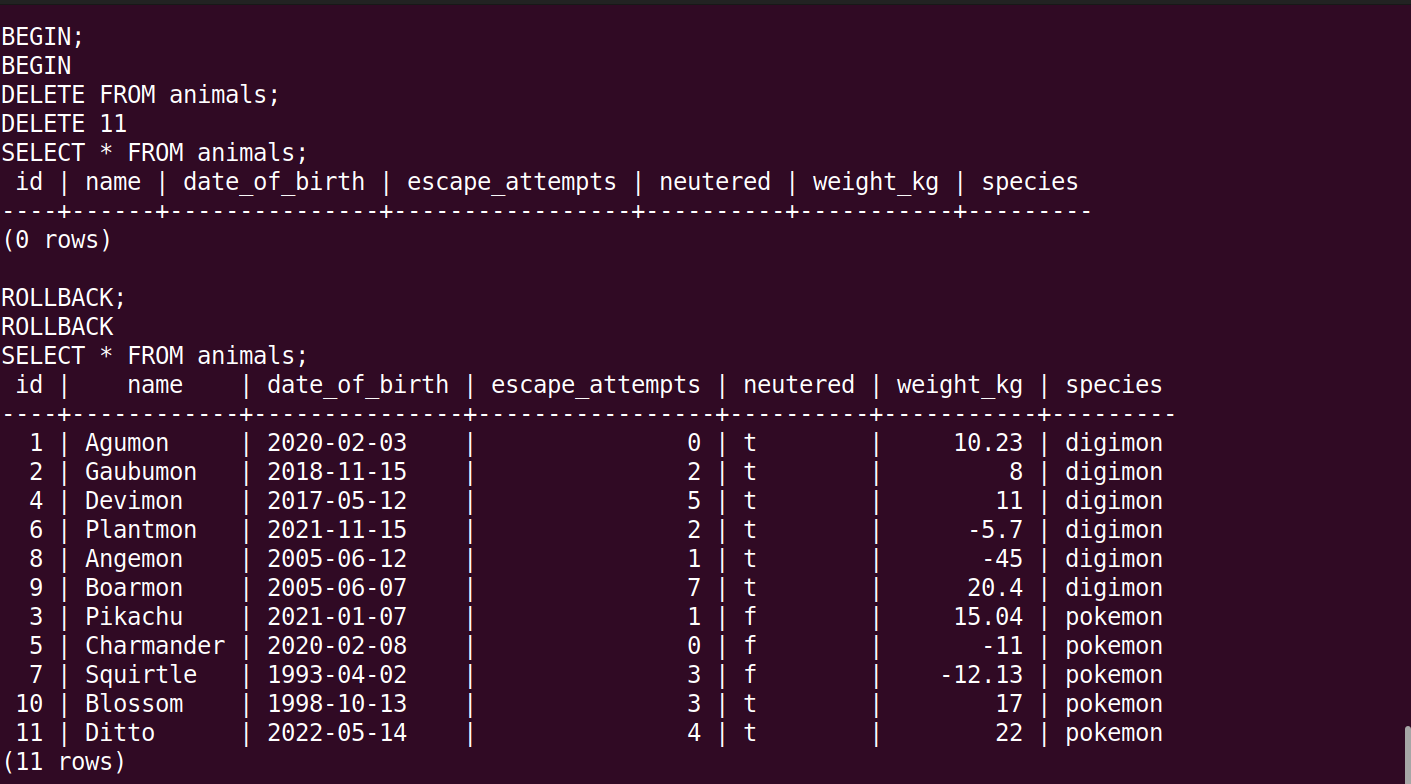 BEGIN;
BEGIN
DELETE FROM animals;
DELETE 11
SELECT * FROM animals;
 id | name | date_of_birth | escape_attempts | neutered | weight_kg | species
----+------+---------------+-----------------+----------+-----------+---------
(0 rows)

ROLLBACK;
ROLLBACK
SELECT * FROM animals;
 id |    name    | date_of_birth | escape_attempts | neutered | weight_kg | species
----+------------+---------------+-----------------+----------+-----------+---------
  1 | Agumon     | 2020-02-03    |               0 | t        |     10.23 | digimon
  2 | Gaubumon   | 2018-11-15    |               2 | t        |         8 | digimon
  4 | Devimon    | 2017-05-12    |               5 | t        |        11 | digimon
  6 | Plantmon   | 2021-11-15    |               2 | t        |      -5.7 | digimon
  8 | Angemon    | 2005-06-12    |               1 | t        |       -45 | digimon
  9 | Boarmon    | 2005-06-07    |               7 | t        |      20.4 | digimon
  3 | Pikachu    | 2021-01-07    |               1 | f        |     15.04 | pokemon
  5 | Charmander | 2020-02-08    |               0 | f        |       -11 | pokemon
  7 | Squirtle   | 1993-04-02    |               3 | f        |    -12.13 | pokemon
 10 | Blossom    | 1998-10-13    |               3 | t        |        17 | pokemon
 11 | Ditto      | 2022-05-14    |               4 | t        |        22 | pokemon
(11 rows)